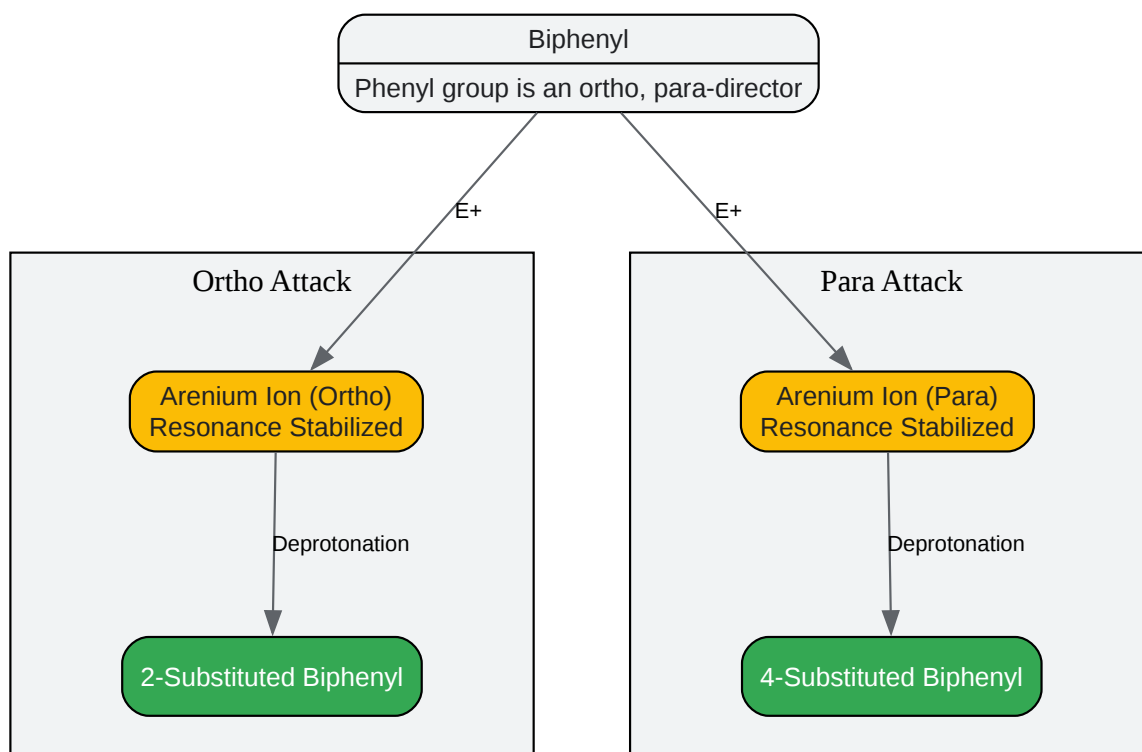 Biphenyl
Phenyl group is an ortho, para-director
E+
E+
Ortho Attack
Para Attack
Arenium Ion (Ortho)
Resonance Stabilized
Arenium Ion (Para)
Resonance Stabilized
Deprotonation
Deprotonation
2-Substituted Biphenyl
4-Substituted Biphenyl